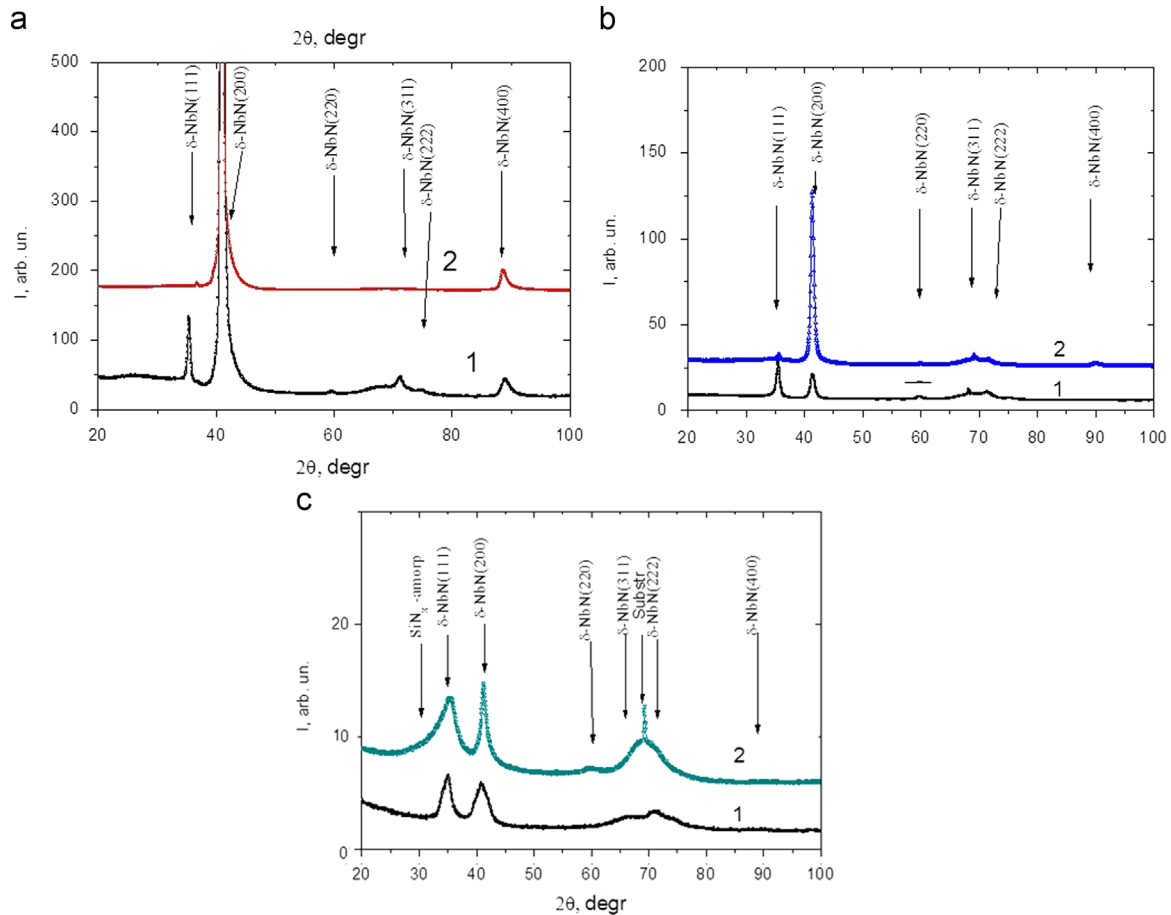 a
2θ, degr
500
400
300
200
100
0
I, arb. un.
δ-NbN(111)
δ-NbN(200)
δ-NbN(220)
δ-NbN(311)
δ-NbN(222)
δ-NbN(400)
2
1
20
40
60
80
100
2θ, degr
b
200
150
100
50
0
I, arb. un.
δ-NbN(111)
δ-NbN(200)
δ-NbN(220)
δ-NbN(311)
δ-NbN(222)
δ-NbN(400)
2
1
20
30
40
50
60
70
80
90
100
c
20
10
0
I, arb. un.
SiNₓ-amorp
δ-NbN(111)
δ-NbN(200)
δ-NbN(220)
δ-NbN(311)
Substr
δ-NbN(222)
δ-NbN(400)
2
1
20
30
40
50
60
70
80
90
100
2θ, degr